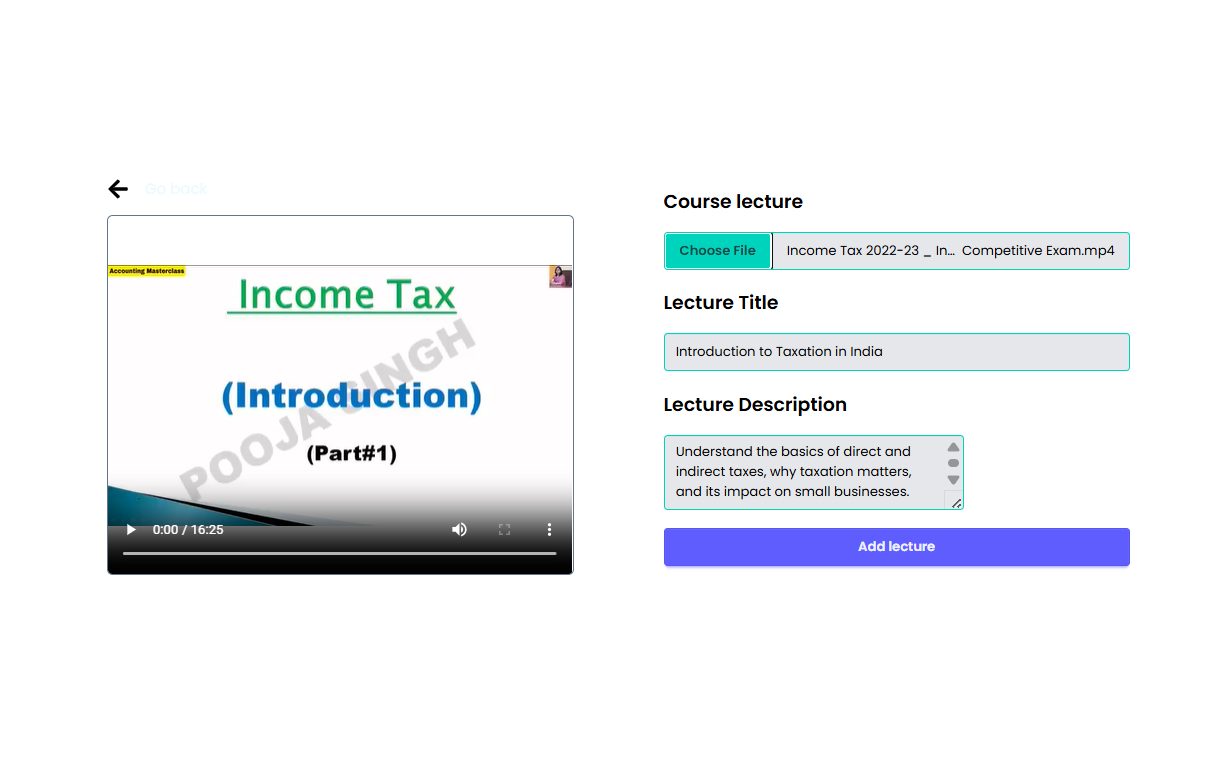 Go back
Accounting Masterclass
Income Tax
(Introduction)
(Part#1)
POOJA SINGH
0:00 / 16:25
Course lecture
Choose File Income Tax 2022-23 _ In... Competitive Exam.mp4
Lecture Title
Introduction to Taxation in India
Lecture Description
Understand the basics of direct and
indirect taxes, why taxation matters,
and its impact on small businesses.
Add lecture